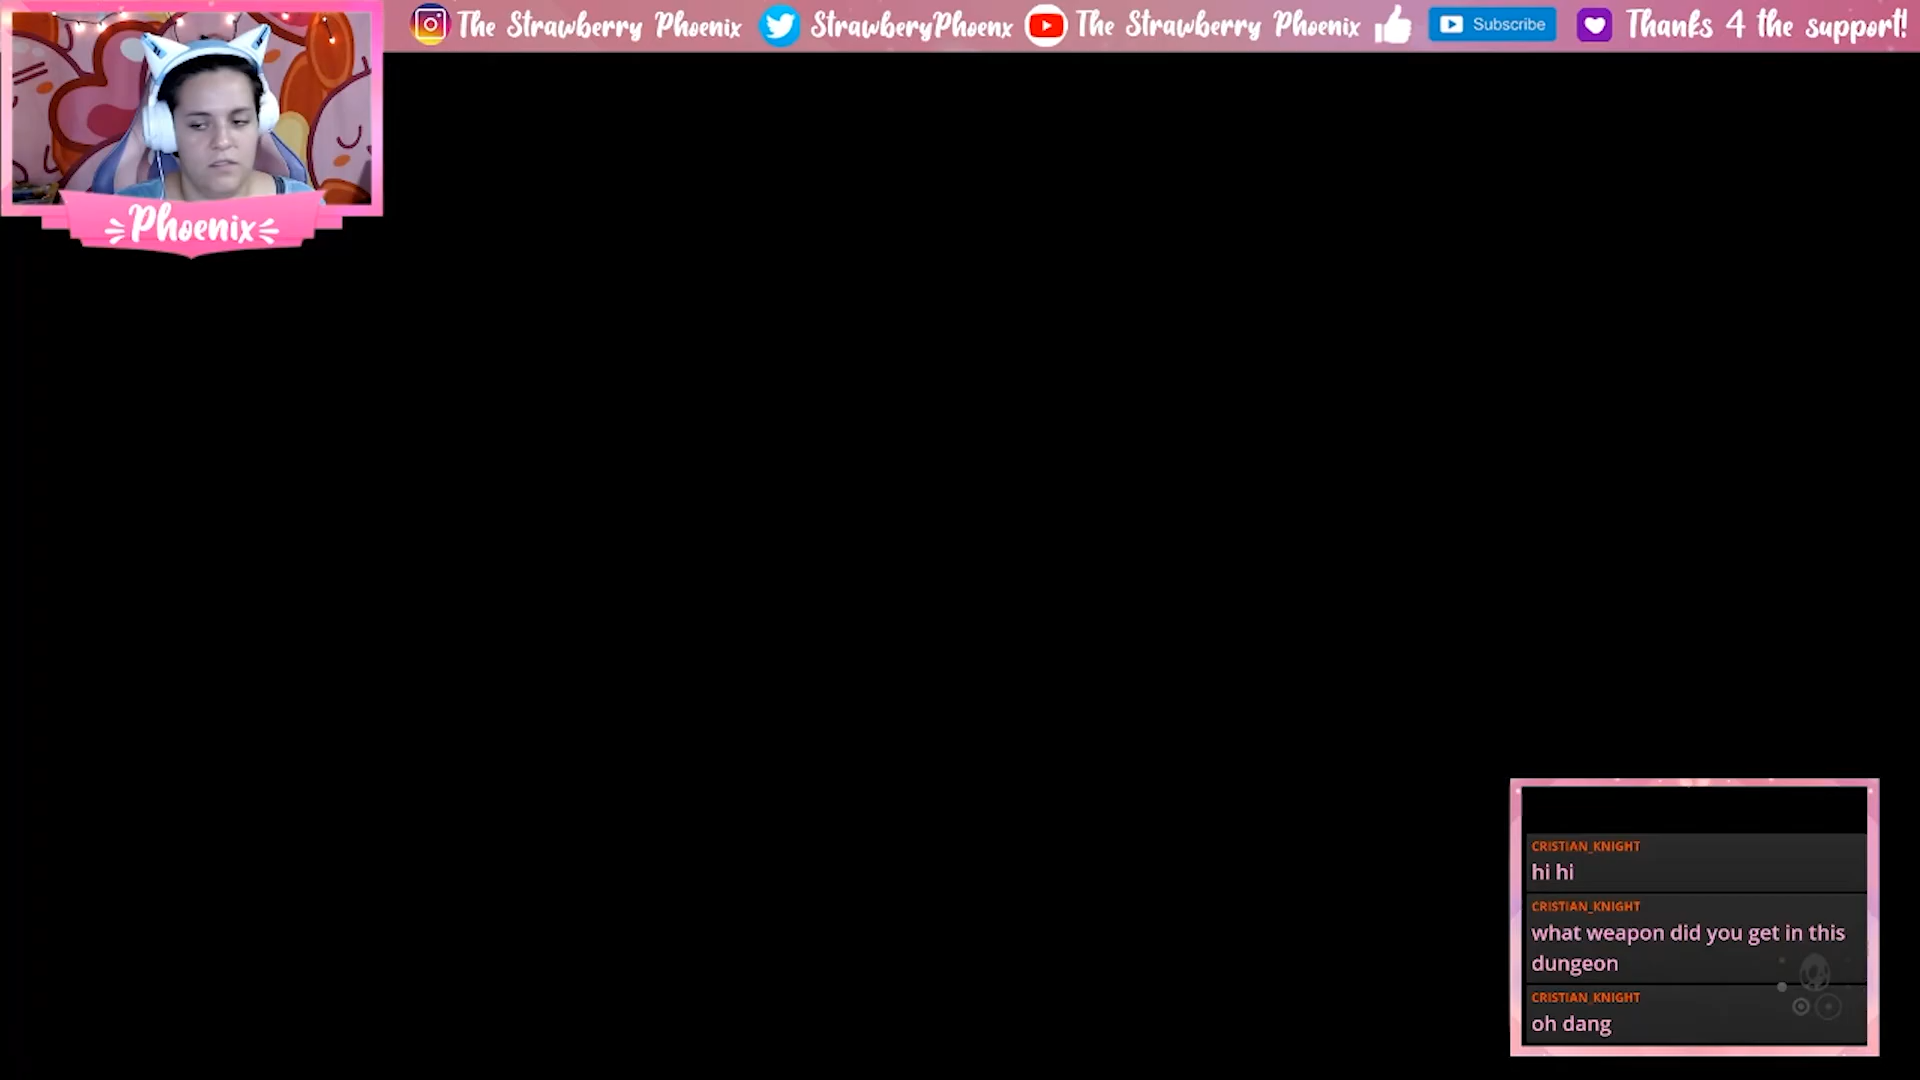 The Strawberry Phoenix StrawberyPhoenx The Strawberry Phoenix Subscribe Thanks 4 the support!
Phoenix
CRISTIAN_KNIGHT
hi hi
CRISTIAN_KNIGHT
what weapon did you get in this
dungeon
CRISTIAN_KNIGHT
oh dang